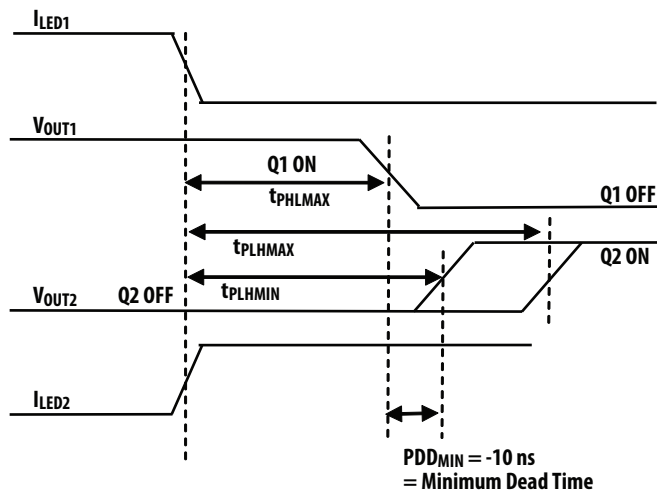 ILED1
VOUT1
Q1 ON
tPHLMAX
Q1 OFF
tPLHMAX
Q2 ON
tPLHMIN
VOUT2 Q2 OFF
ILED2
PDDMIN = -10 ns
= Minimum Dead Time